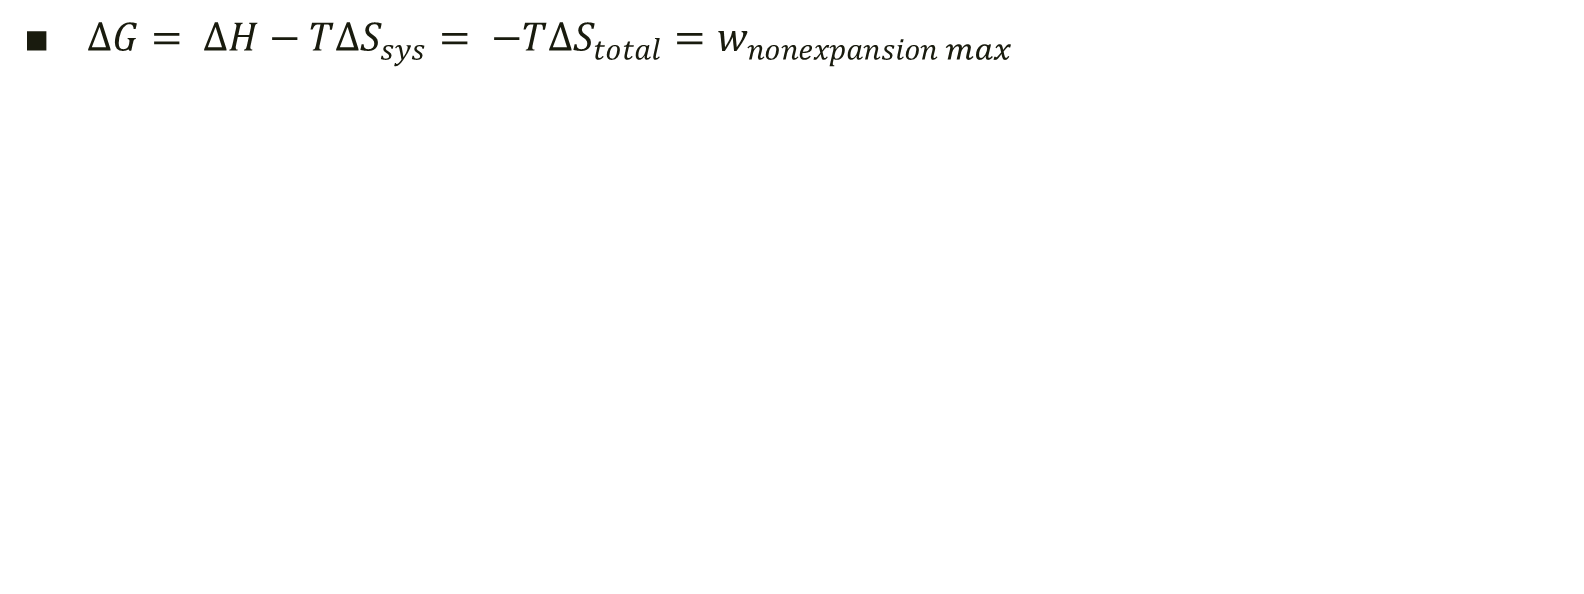 ■ ΔG = ΔH − TΔS_sys = −TΔS_total = w_nonexpansion max